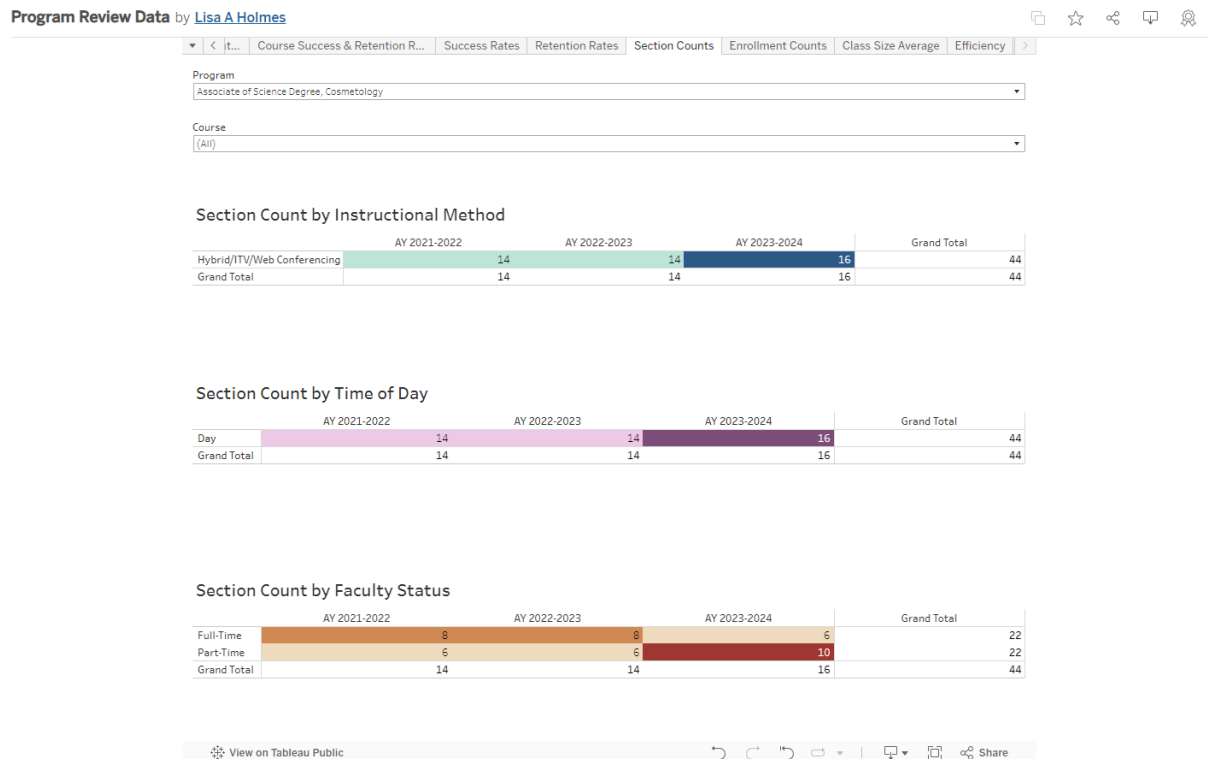 Program Review Data by Lisa A Holmes
t... Course Success & Retention R... Success Rates Retention Rates Section Counts Enrollment Counts Class Size Average Efficiency
Program
Associate of Science Degree, Cosmetology
Course
(All)
Section Count by Instructional Method
AY 2021-2022 AY 2022-2023 AY 2023-2024 Grand Total
Hybrid/ITV/Web Conferencing 14 14 16 44
Grand Total 14 14 16 44
Section Count by Time of Day
AY 2021-2022 AY 2022-2023 AY 2023-2024 Grand Total
Day 14 14 16 44
Grand Total 14 14 16 44
Section Count by Faculty Status
AY 2021-2022 AY 2022-2023 AY 2023-2024 Grand Total
Full-Time 8 8 6 22
Part-Time 6 6 10 22
Grand Total 14 14 16 44
View on Tableau Public Share